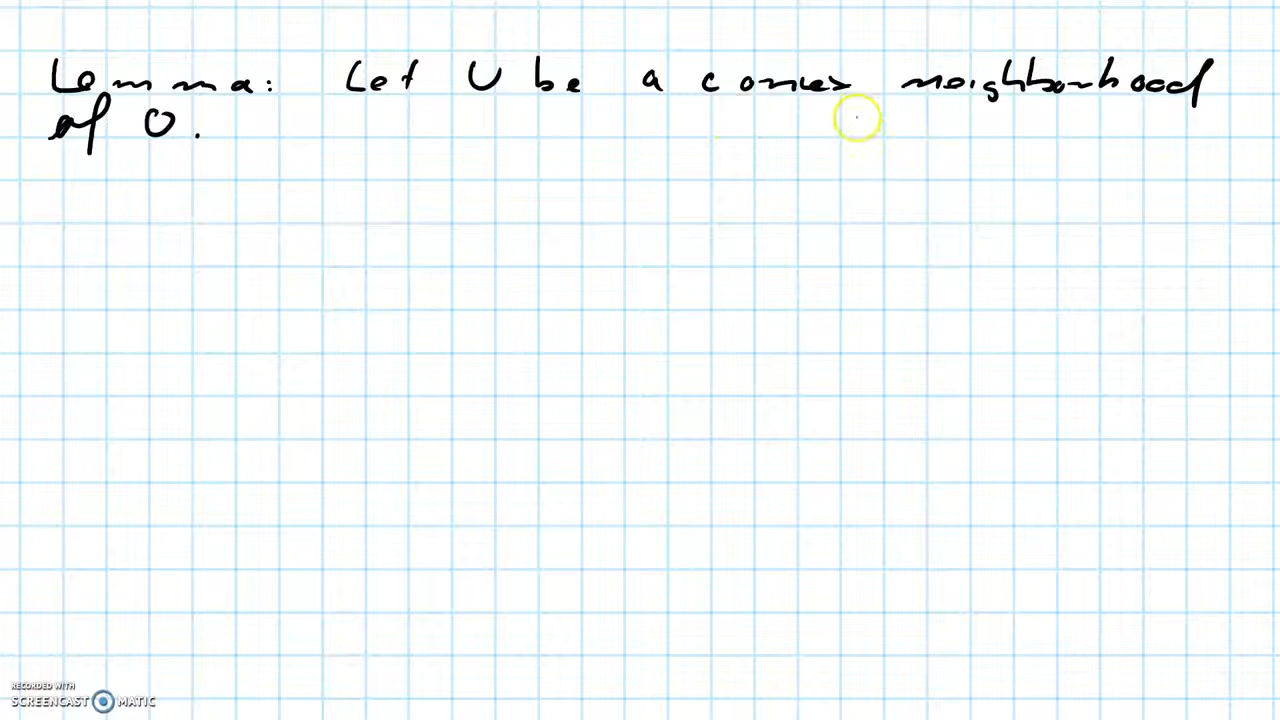 Lemma: Let U be a convex neighborhood
of 0.
RECORDED WITH
SCREENCAST MATIC